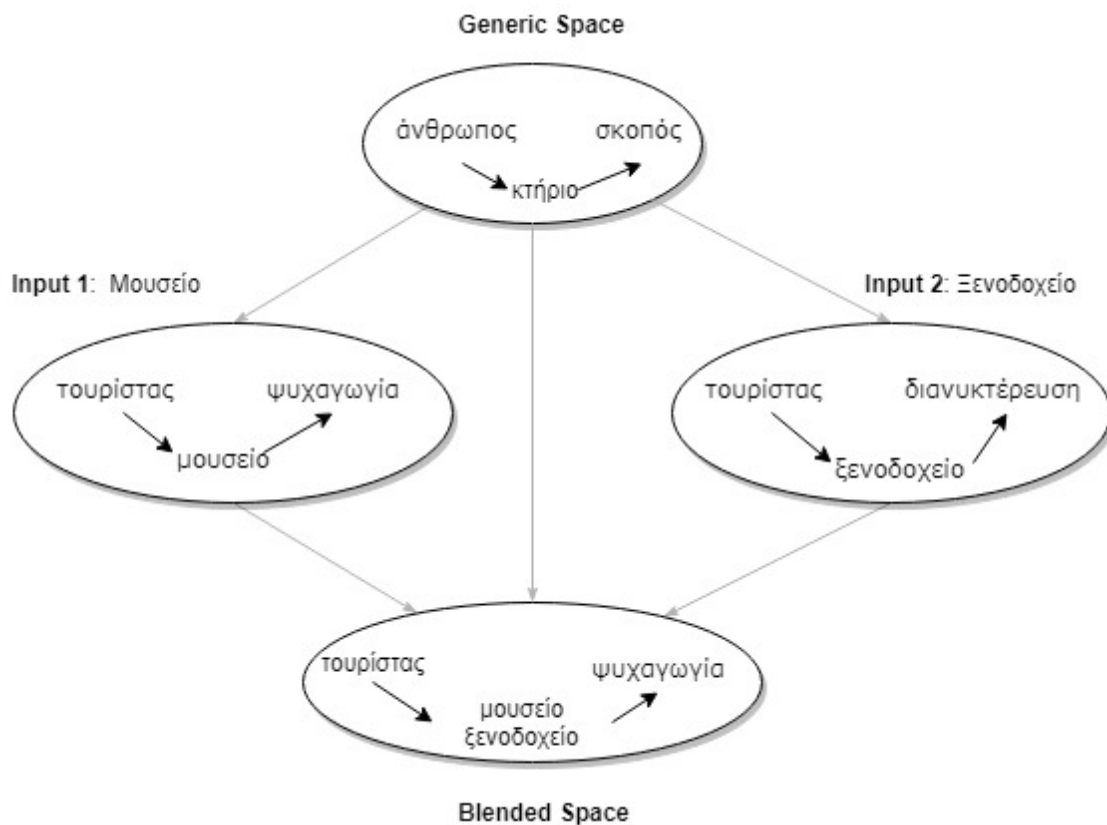 Generic Space
άνθρωπος σκοπός
κτήριο
Input 1: Μουσείο
Input 2: Ξενοδοχείο
τουρίστας ψυχαγωγία
μουσείο
τουρίστας διανυκτέρευση
ξενοδοχείο
τουρίστας ψυχαγωγία
μουσείο
ξενοδοχείο
Blended Space